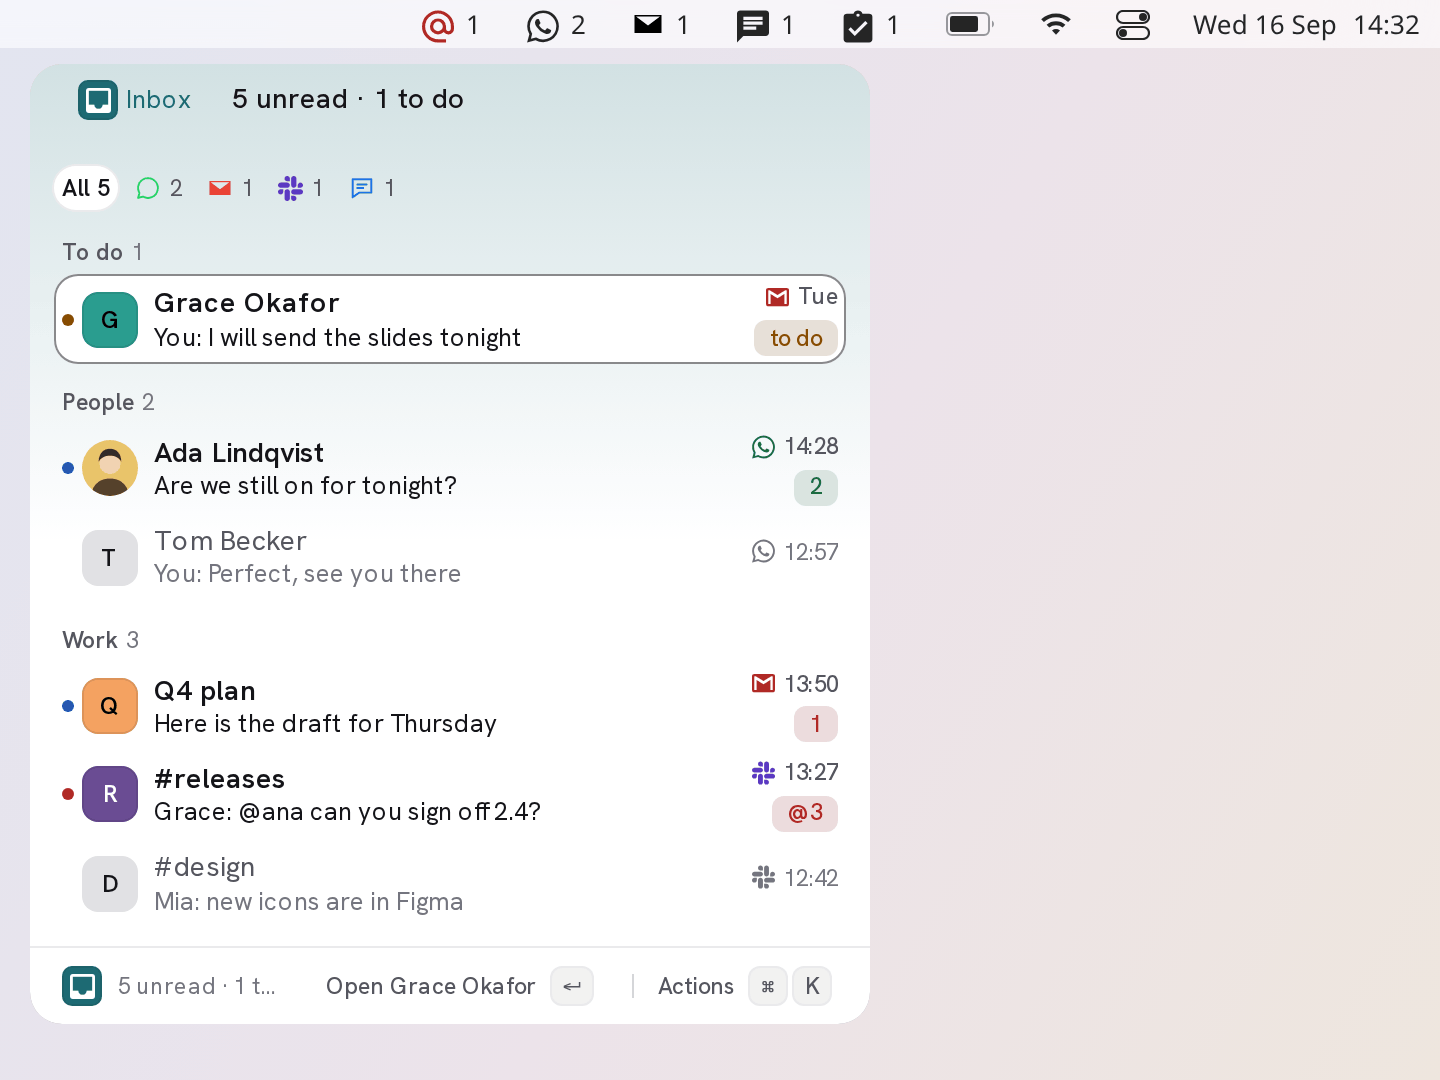 1 2 1 1 1 Wed 16 Sep 14:32
Inbox 5 unread · 1 to do
All 5 2 1 1 1
To do 1
G Grace Okafor Tue
You: I will send the slides tonight to do
People 2
Ada Lindqvist 14:28
Are we still on for tonight? 2
T Tom Becker 12:57
You: Perfect, see you there
Work 3
Q Q4 plan 13:50
Here is the draft for Thursday 1
R #releases 13:27
Grace: @ana can you sign off 2.4? @3
D #design 12:42
Mia: new icons are in Figma
5 unread · 1 t... Open Grace Okafor ↵ Actions ⌘ K